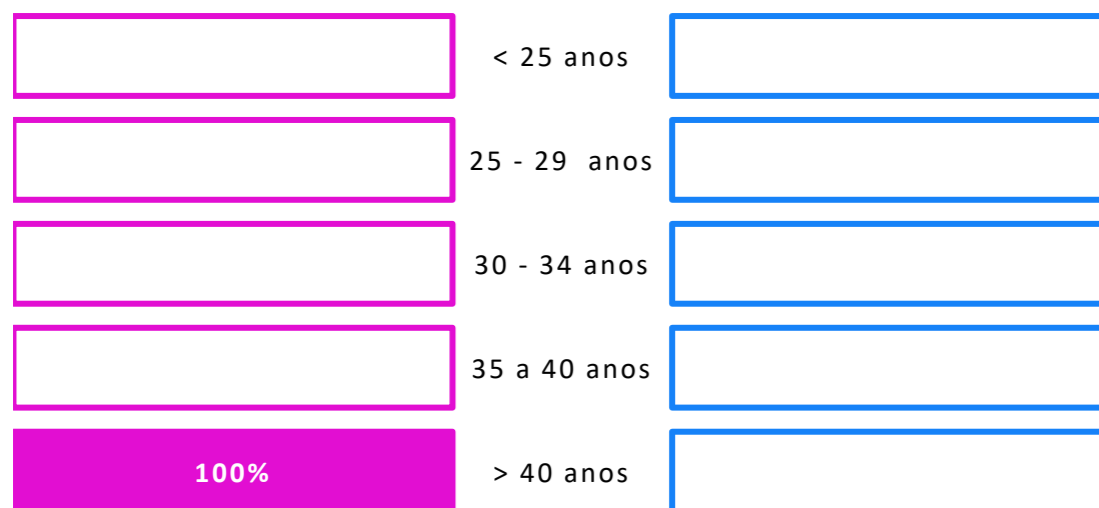 < 25 anos
25 - 29 anos
30 - 34 anos
35 a 40 anos
100%
> 40 anos